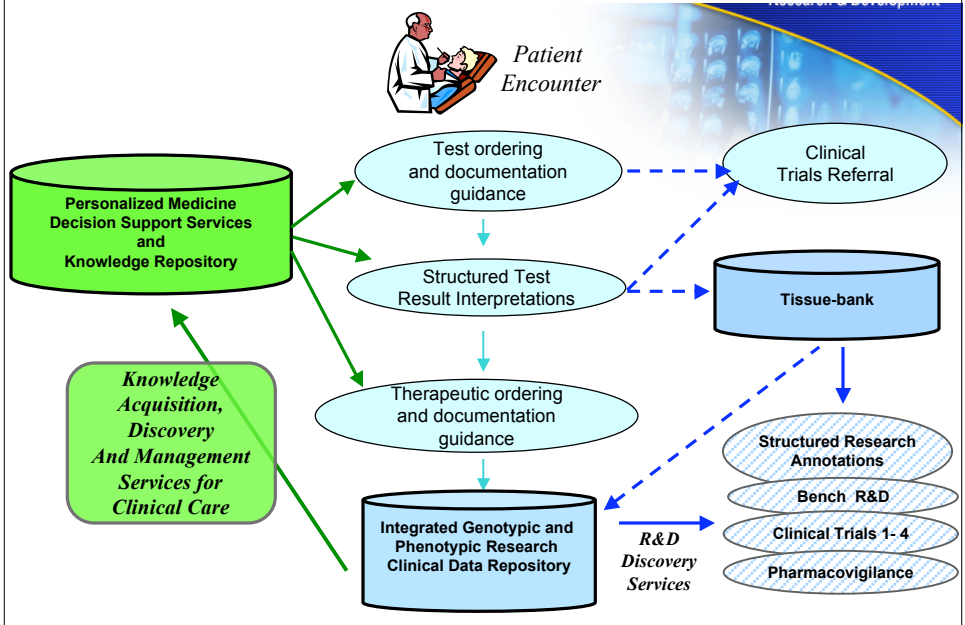 Research & Development
Patient
Encounter
Test ordering
and documentation
guidance
Clinical
Trials Referral
Personalized Medicine
Decision Support Services
and
Knowledge Repository
Structured Test
Result Interpretations
Tissue-bank
Knowledge
Acquisition,
Discovery
And Management
Services for
Clinical Care
Therapeutic ordering
and documentation
guidance
Structured Research
Annotations
Bench R&D
Clinical Trials 1- 4
Pharmacovigilance
Integrated Genotypic and
Phenotypic Research
Clinical Data Repository
R&D
Discovery
Services